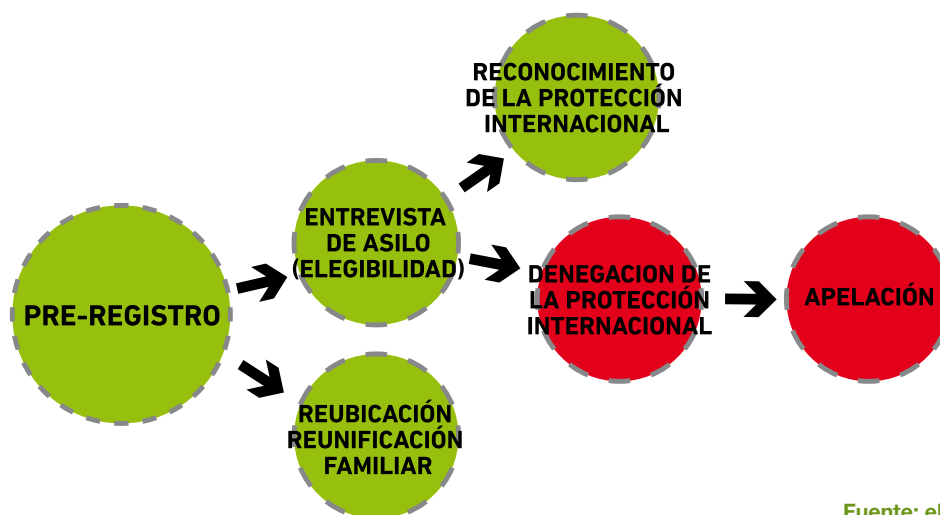 RECONOCIMIENTO
DE LA PROTECCIÓN
INTERNACIONAL
ENTREVISTA
DE ASILO
(ELEGIBILIDAD)
DENEGACION DE
LA PROTECCIÓN
INTERNACIONAL
APELACIÓN
PRE-REGISTRO
REUBICACIÓN
REUNIFICACIÓN
FAMILIAR
Fuente: el